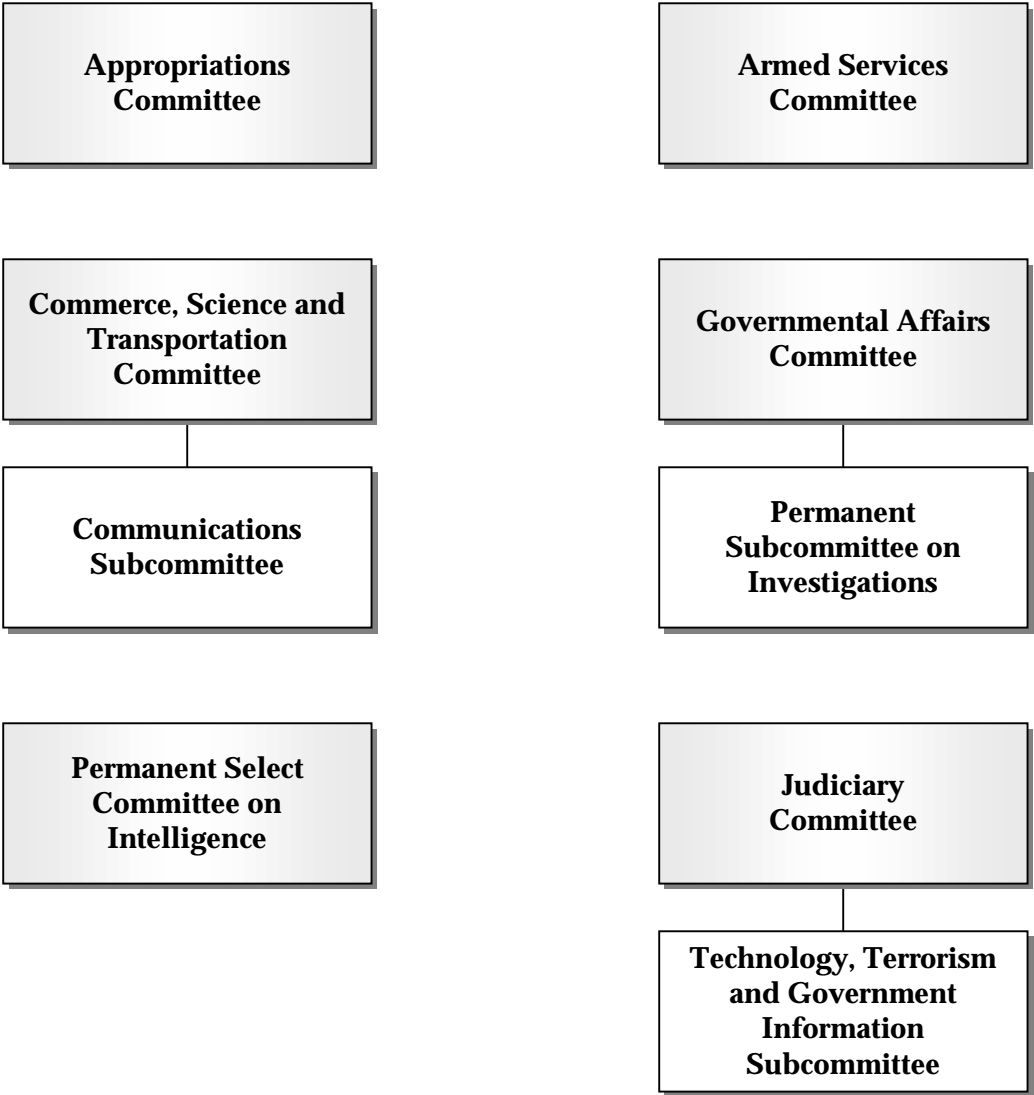 Appropriations
Committee
Armed Services
Committee
Commerce, Science and
Transportation
Committee
Governmental Affairs
Committee
Communications
Subcommittee
Permanent
Subcommittee on
Investigations
Permanent Select
Committee on
Intelligence
Judiciary
Committee
Technology, Terrorism
and Government
Information
Subcommittee